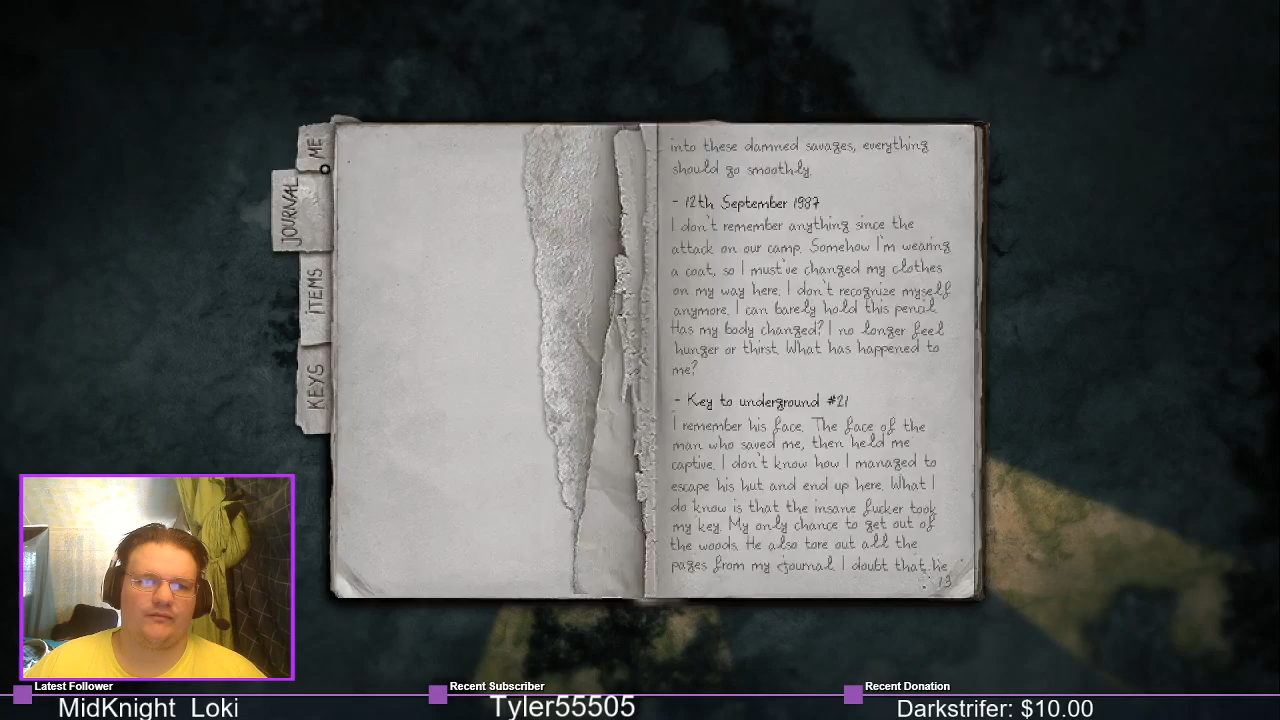 ME
JOURNAL
ITEMS
KEYS
into these damned savages, everything
should go smoothly
- 12th September 1987
I don't remember anything since the
attack on our camp. Somehow I'm wearing
a coat, so I must've changed my clothes
on my way here. I don't recognize myself
anymore. I can barely hold this pencil.
Has my body changed? I no longer feel
hunger or thirst. What has happened to
me?
- Key to underground #21
I remember his face. The face of the
man who saved me, then held me
captive. I don't know how I managed to
escape his hut and end up here. What I
do know is that the insane fucker took
my key. My only chance to get out of
the woods. He also tore out all the
pages from my journal. I doubt that he
13
Latest Follower
MidKnight_Loki
Recent Subscriber
Tyler55505
Recent Donation
Darkstrifer: $10.00